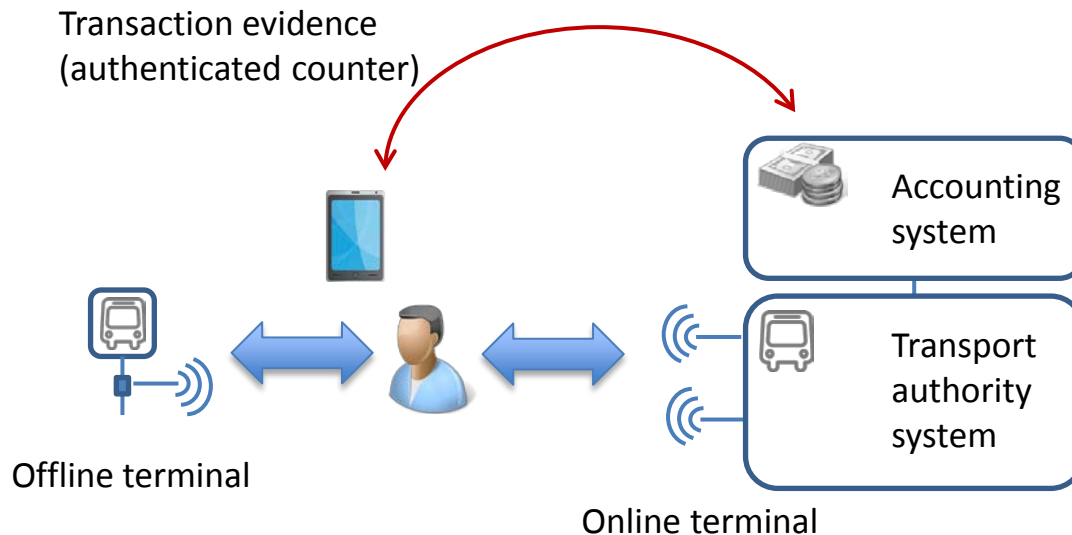 Transaction evidence
(authenticated counter)
Accounting
system
Transport
authority
system
Offline terminal
Online terminal